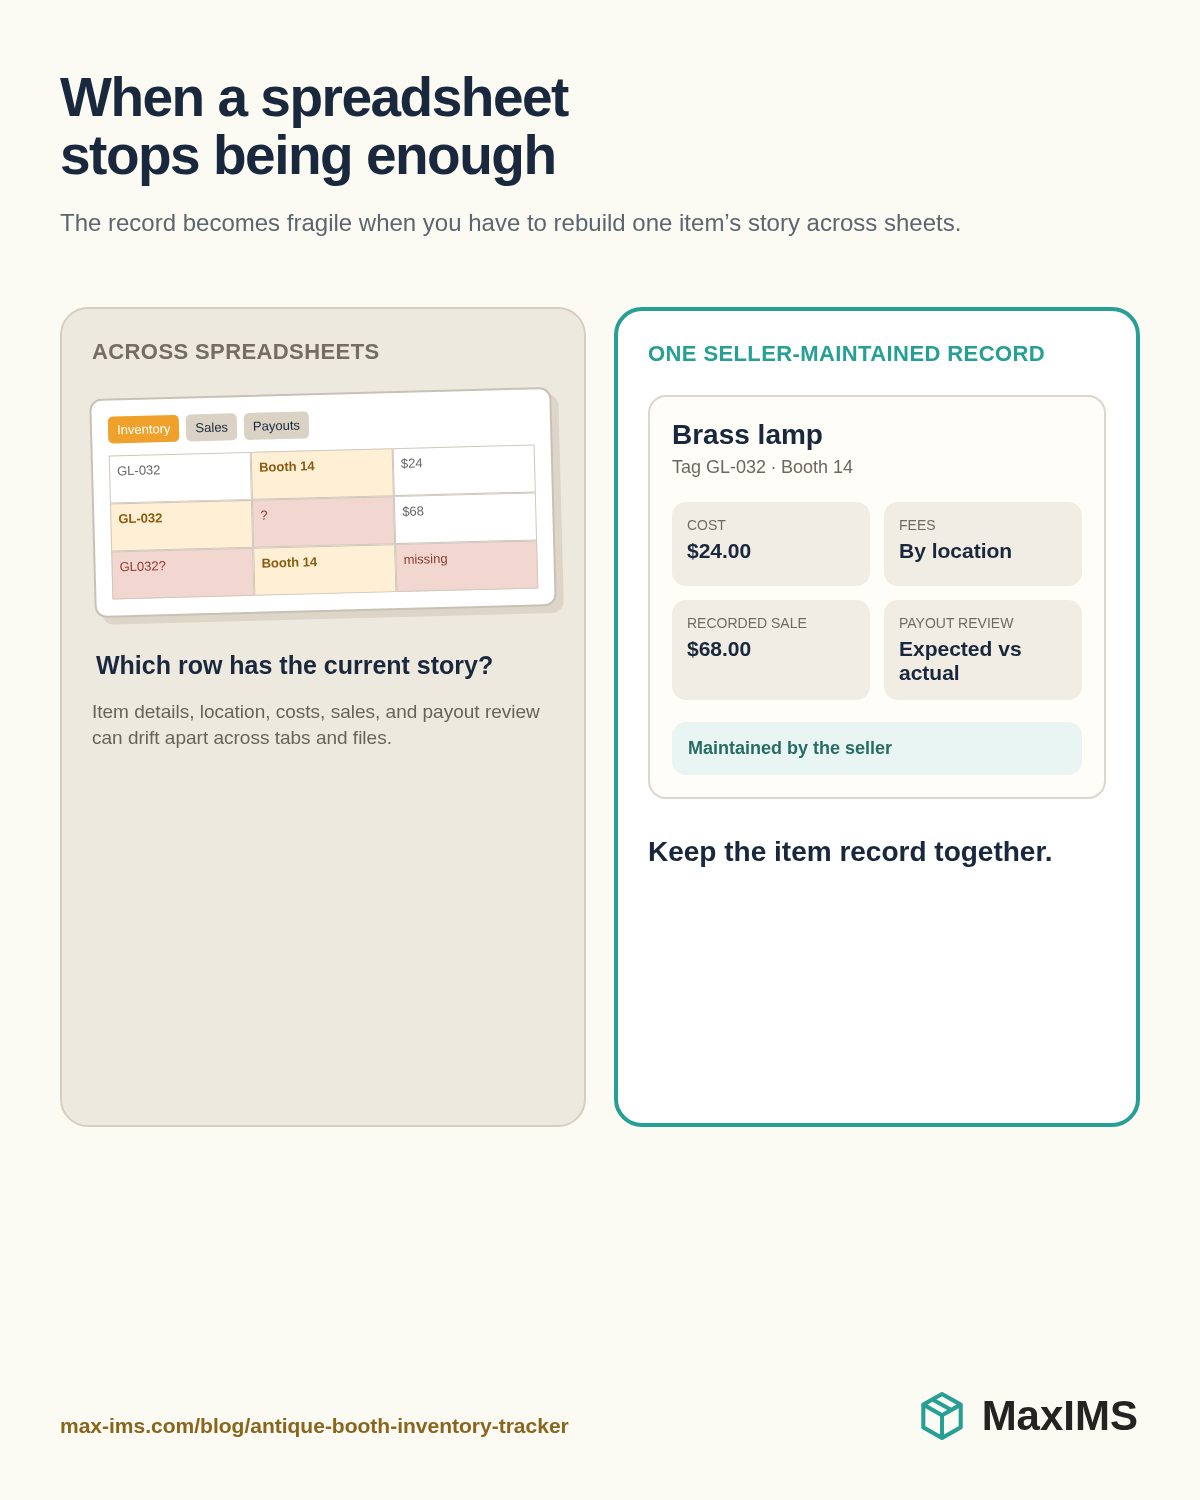 When a spreadsheet
stops being enough
The record becomes fragile when you have to rebuild one item’s story across sheets.
ACROSS SPREADSHEETS
Inventory Sales Payouts
GL-032 Booth 14 $24
GL-032 ? $68
GL032? Booth 14 missing
Which row has the current story?
Item details, location, costs, sales, and payout review
can drift apart across tabs and files.
ONE SELLER-MAINTAINED RECORD
Brass lamp
Tag GL-032 · Booth 14
COST
$24.00
FEES
By location
RECORDED SALE
$68.00
PAYOUT REVIEW
Expected vs
actual
Maintained by the seller
Keep the item record together.
max-ims.com/blog/antique-booth-inventory-tracker
MaxIMS